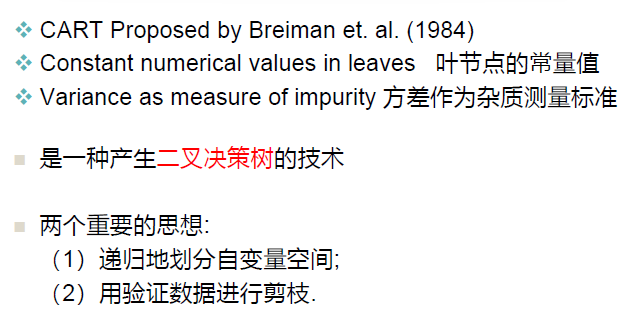 CART Proposed by Breiman et. al. (1984)
Constant numerical values in leaves 叶节点的常量值
Variance as measure of impurity 方差作为杂质测量标准
是一种产生二叉决策树的技术
两个重要的思想:
（1）递归地划分自变量空间;
（2）用验证数据进行剪枝.